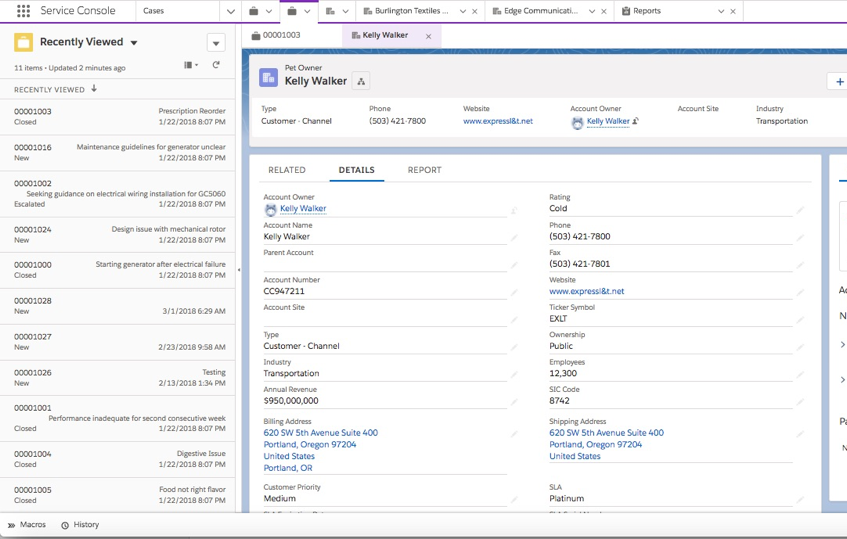 Service Console
Cases
Burlington Textiles ...
Edge Communicati...
Reports
Recently Viewed
11 items • Updated 2 minutes ago
RECENTLY VIEWED
00001003 Prescription Reorder
Closed 1/22/2018 8:07 PM
00001016 Maintenance guidelines for generator unclear
New 1/22/2018 8:07 PM
00001002
Seeking guidance on electrical wiring installation for GC5060
Escalated 1/22/2018 8:07 PM
00001024 Design issue with mechanical rotor
New 1/22/2018 8:07 PM
00001000 Starting generator after electrical failure
Closed 1/22/2018 8:07 PM
00001028
New 3/1/2018 6:29 AM
00001027
New 2/23/2018 9:58 AM
00001026 Testing
New 2/13/2018 1:34 PM
00001001
Performance inadequate for second consecutive week
Closed 1/22/2018 8:07 PM
00001004 Digestive Issue
Closed 1/22/2018 8:07 PM
00001005 Food not right flavor
Closed 1/22/2018 8:07 PM
00001003
Kelly Walker
Pet Owner
Kelly Walker
Type Phone Website Account Owner Account Site Industry
Customer - Channel (503) 421-7800 www.expressl&t.net Kelly Walker Transportation
RELATED DETAILS REPORT
Account Owner
Kelly Walker
Account Name
Kelly Walker
Parent Account
Account Number
CC947211
Account Site
Type
Customer - Channel
Industry
Transportation
Annual Revenue
$950,000,000
Billing Address
620 SW 5th Avenue Suite 400
Portland, Oregon 97204
United States
Portland, OR
Customer Priority
Medium
Rating
Cold
Phone
(503) 421-7800
Fax
(503) 421-7801
Website
www.expressl&t.net
Ticker Symbol
EXLT
Ownership
Public
Employees
12,300
SIC Code
8742
Shipping Address
620 SW 5th Avenue Suite 400
Portland, Oregon 97204
United States
SLA
Platinum
Macros History